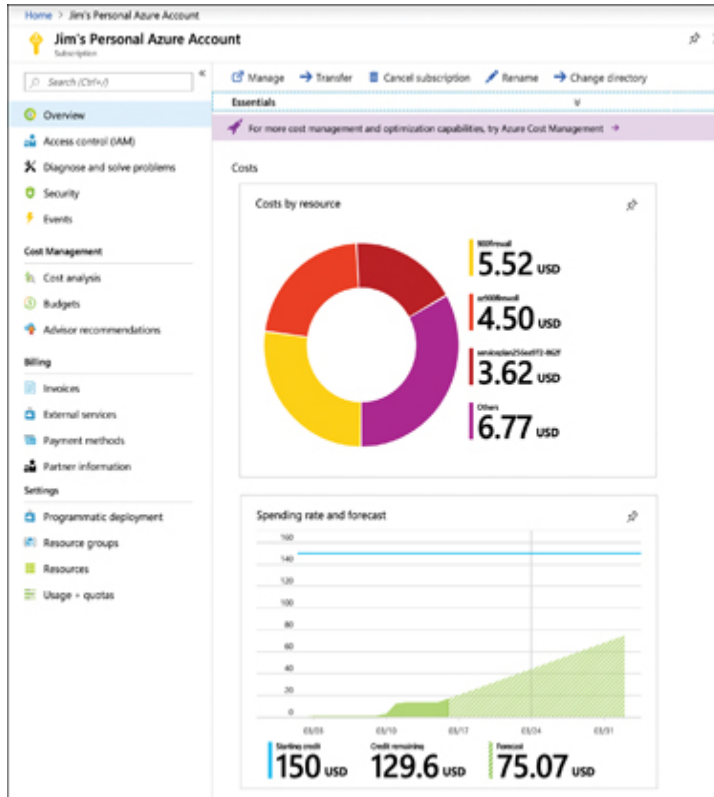 Home > Jim's Personal Azure Account
Jim's Personal Azure Account
Subscription
Search (Ctrl+/)
«
Overview
Access control (IAM)
Diagnose and solve problems
Security
Events
Cost Management
Cost analysis
Budgets
Advisor recommendations
Billing
Invoices
External services
Payment methods
Partner information
Settings
Programmatic deployment
Resource groups
Resources
Usage + quotas
Manage Transfer Cancel subscription Rename Change directory
Essentials
For more cost management and optimization capabilities, try Azure Cost Management →
Costs
Costs by resource
900firewall
5.52 USD
az900firewall
4.50 USD
3.62 USD
Others
6.77 USD
Spending rate and forecast
160
140
120
100
80
60
40
20
0
03/03 03/10 03/17 03/24 03/31
Starting credit
150 USD
Credit remaining
129.6 USD
Forecast
75.07 USD